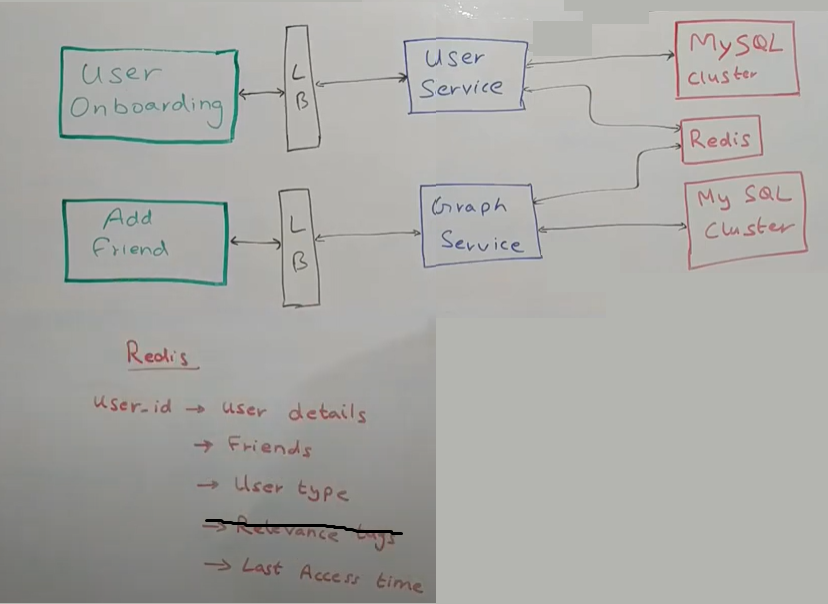 User
Onboarding
L
B
User
Service
MySQL
Cluster
Redis
Add
Friend
L
B
Graph
Service
My SQL
Cluster
Redis
User_id → user details
→ Friends
→ User type
→ Relevance tags
→ Last Access time